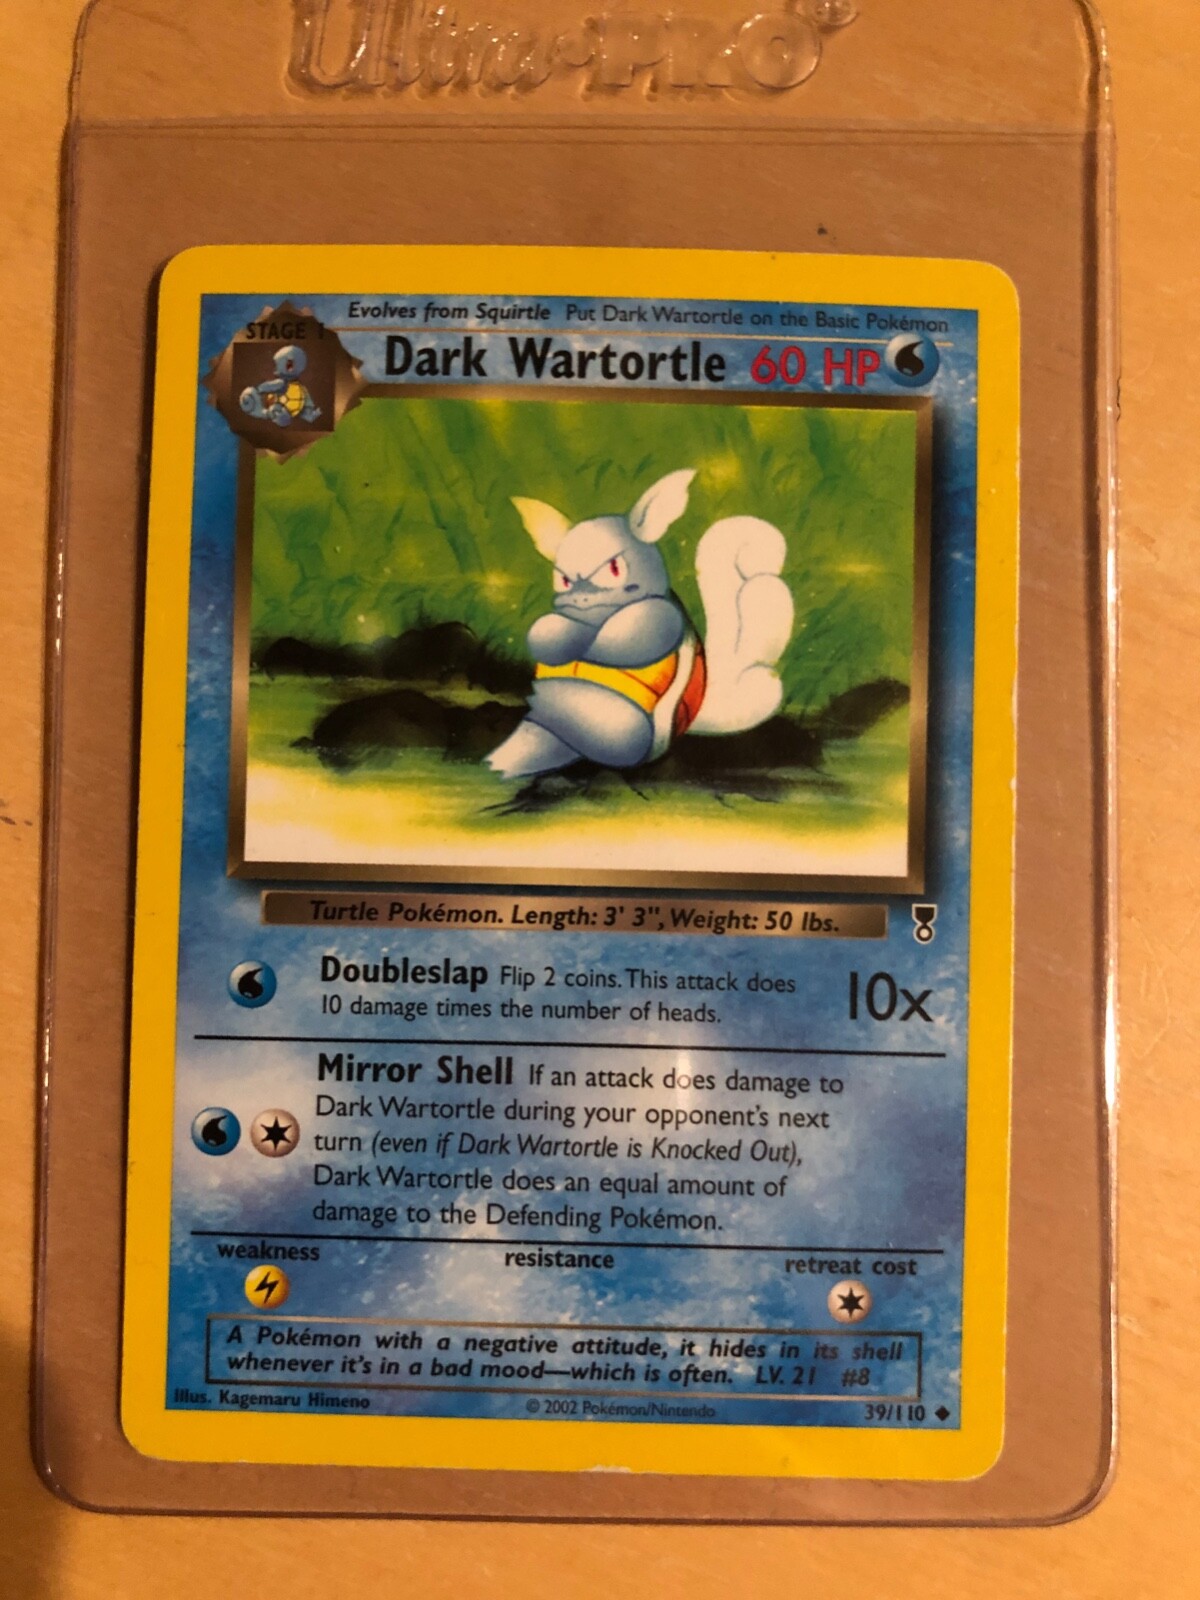 Ultra•PRO®
Evolves from Squirtle Put Dark Wartortle on the Basic Pokémon
STAGE 1
Dark Wartortle 60 HP
Turtle Pokémon. Length: 3' 3", Weight: 50 lbs.
Doubleslap Flip 2 coins. This attack does
10 damage times the number of heads.
10x
Mirror Shell If an attack does damage to
Dark Wartortle during your opponent's next
turn (even if Dark Wartortle is Knocked Out),
Dark Wartortle does an equal amount of
damage to the Defending Pokémon.
weakness resistance retreat cost
A Pokémon with a negative attitude, it hides in its shell
whenever it's in a bad mood—which is often. LV. 21 #8
Illus. Kagemaru Himeno © 2002 Pokémon/Nintendo 39/110 ◆